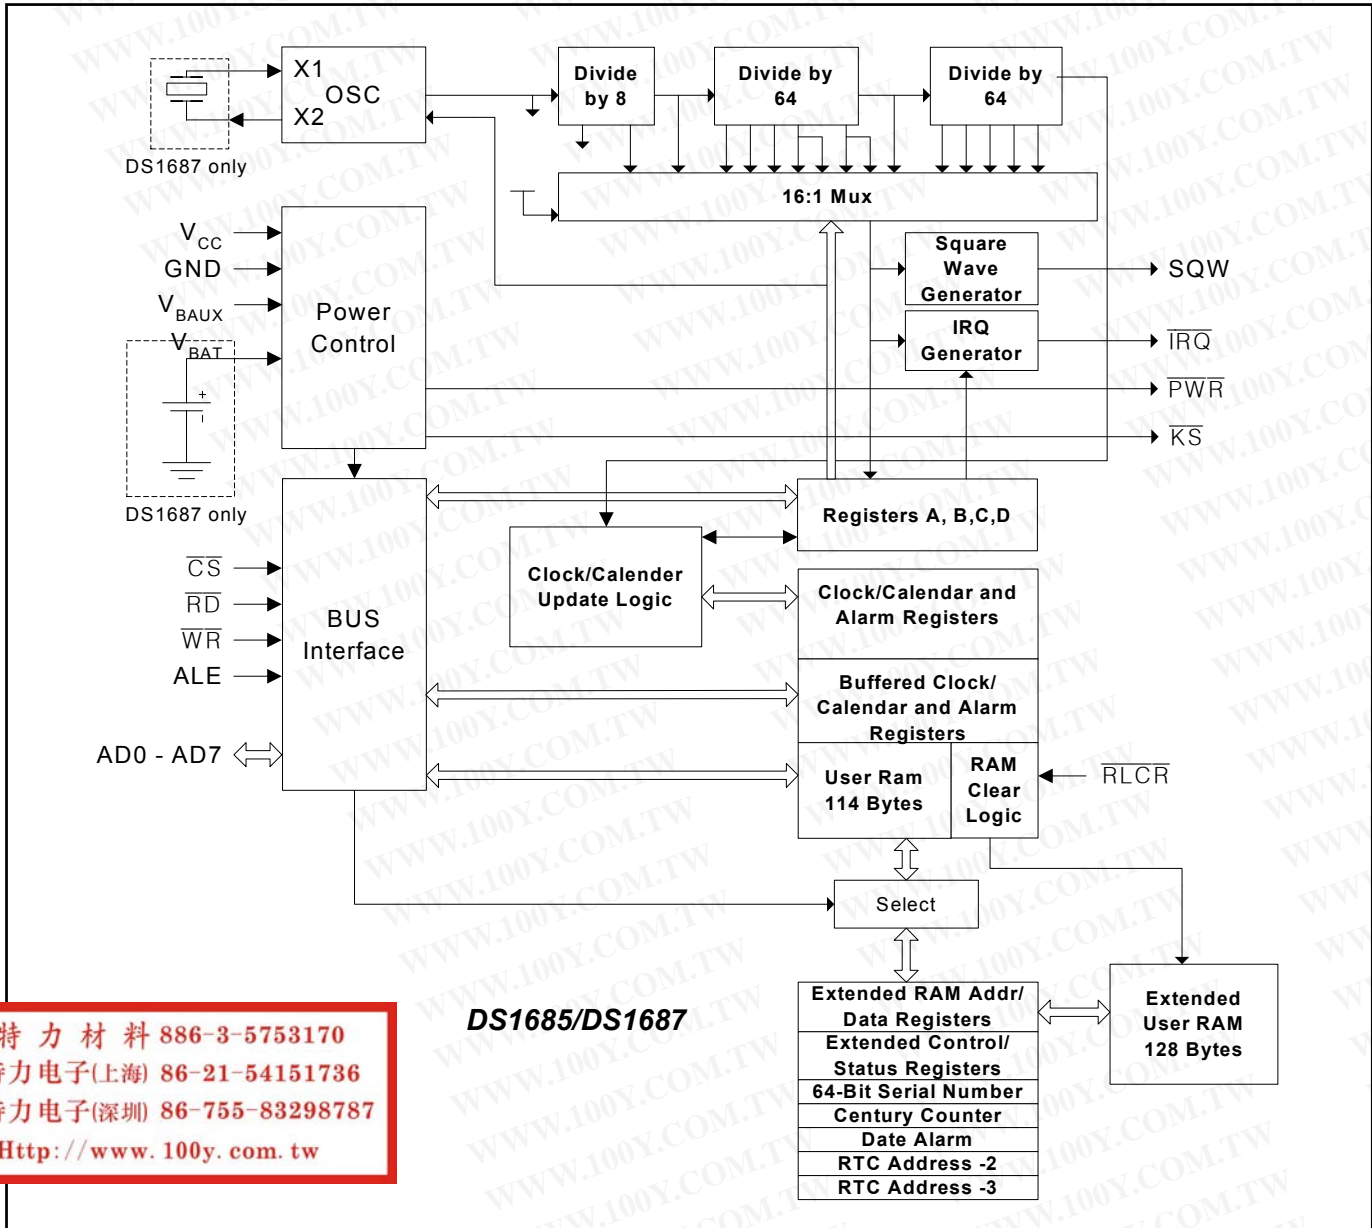 X1
OSC
X2
DS1687 only
Divide
by 8
Divide by
64
Divide by
64
16:1 Mux
VCC
GND
VBAUX
VBAT
Power
Control
Square
Wave
Generator
SQW
IRQ
Generator
IRQ
PWR
KS
DS1687 only
Registers A, B,C,D
CS
RD
WR
ALE
AD0 - AD7
BUS
Interface
Clock/Calender
Update Logic
Clock/Calendar and
Alarm Registers
Buffered Clock/
Calendar and Alarm
Registers
User Ram
114 Bytes
RAM
Clear
Logic
RLCR
Select
DS1685/DS1687
Extended RAM Addr/
Data Registers
Extended Control/
Status Registers
64-Bit Serial Number
Century Counter
Date Alarm
RTC Address -2
RTC Address -3
Extended
User RAM
128 Bytes
特 力 材 料 886-3-5753170
力电子(上海) 86-21-54151736
力电子(深圳) 86-755-83298787
Http://www.100y.com.tw
WWW.100Y.COM.TW